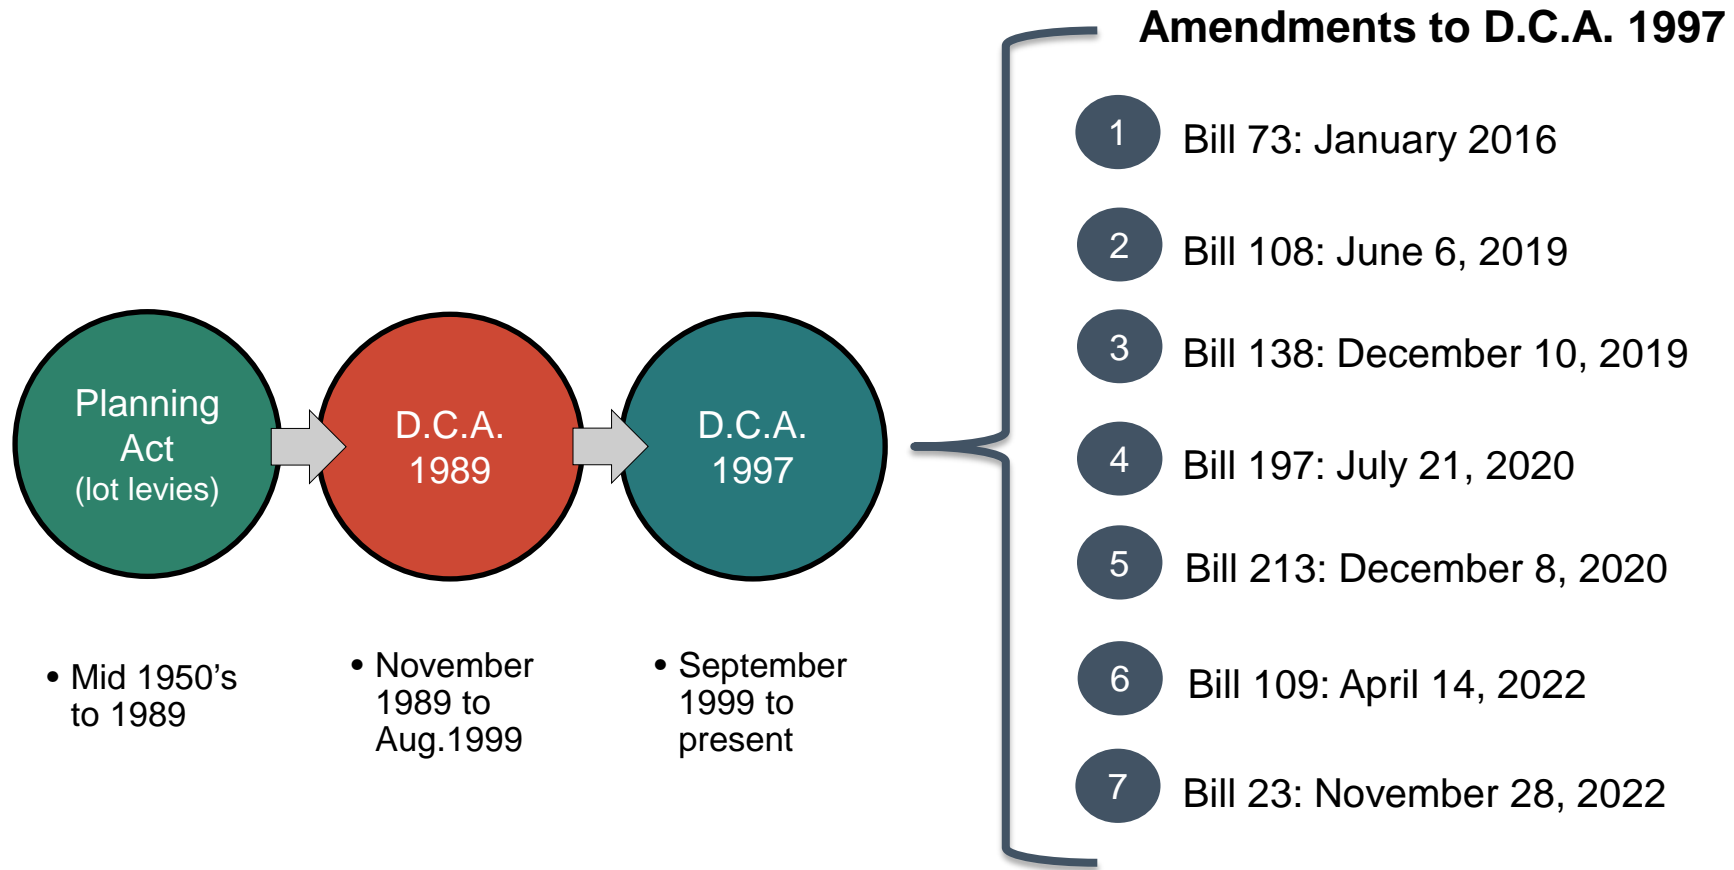 Amendments to D.C.A. 1997
Planning
Act
(lot levies)
D.C.A.
1989
D.C.A.
1997
• Mid 1950's
to 1989
• November
1989 to
Aug.1999
• September
1999 to
present
1 Bill 73: January 2016
2 Bill 108: June 6, 2019
3 Bill 138: December 10, 2019
4 Bill 197: July 21, 2020
5 Bill 213: December 8, 2020
6 Bill 109: April 14, 2022
7 Bill 23: November 28, 2022